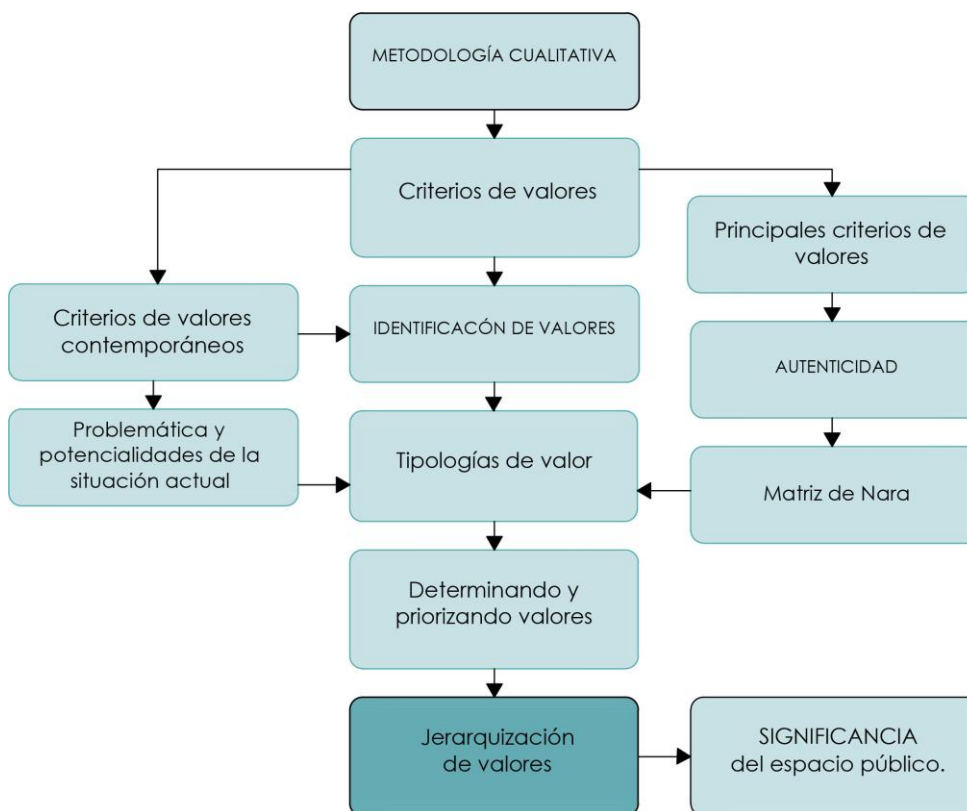 METODOLOGÍA CUALITATIVA
Criterios de valores
Principales criterios de
valores
Criterios de valores
contemporáneos
IDENTIFICACÓN DE VALORES
AUTENTICIDAD
Problemática y
potencialidades de la
situación actual
Tipologías de valor
Matriz de Nara
Determinando y
priorizando valores
Jerarquización
de valores
SIGNIFICANCIA
del espacio público.